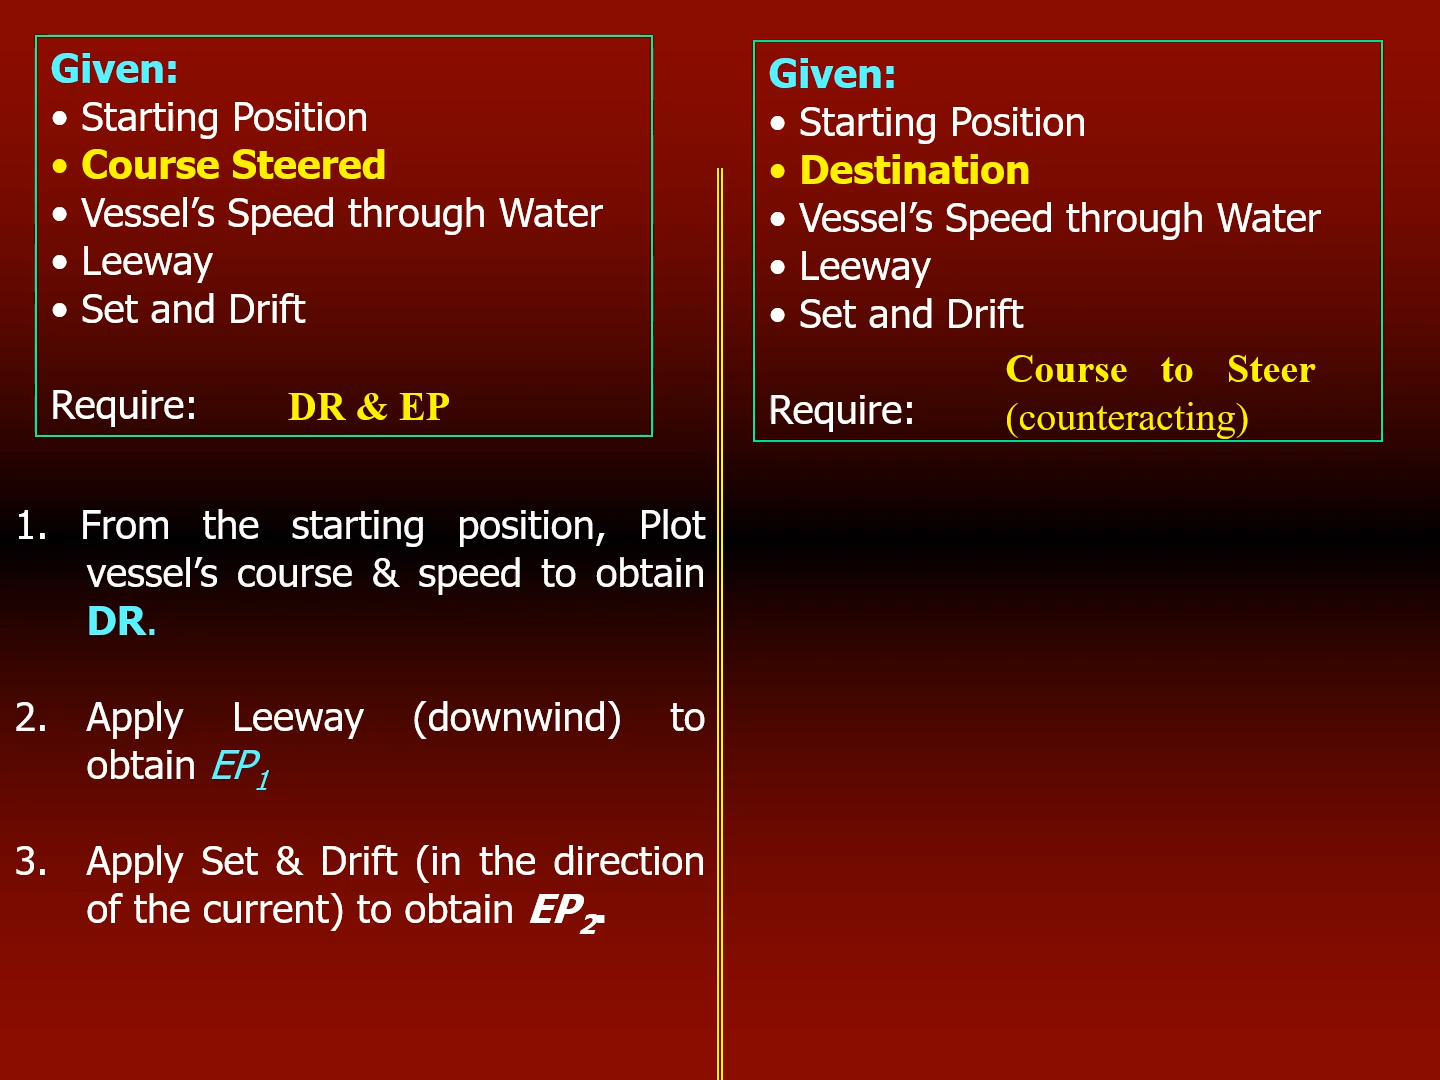 Given:
• Starting Position
• Course Steered
• Vessel’s Speed through Water
• Leeway
• Set and Drift
Require: DR & EP
1. From the starting position, Plot
vessel’s course & speed to obtain
DR.
2. Apply Leeway (downwind) to
obtain EP1
3. Apply Set & Drift (in the direction
of the current) to obtain EP2.
Given:
• Starting Position
• Destination
• Vessel’s Speed through Water
• Leeway
• Set and Drift
Course to Steer
Require: (counteracting)